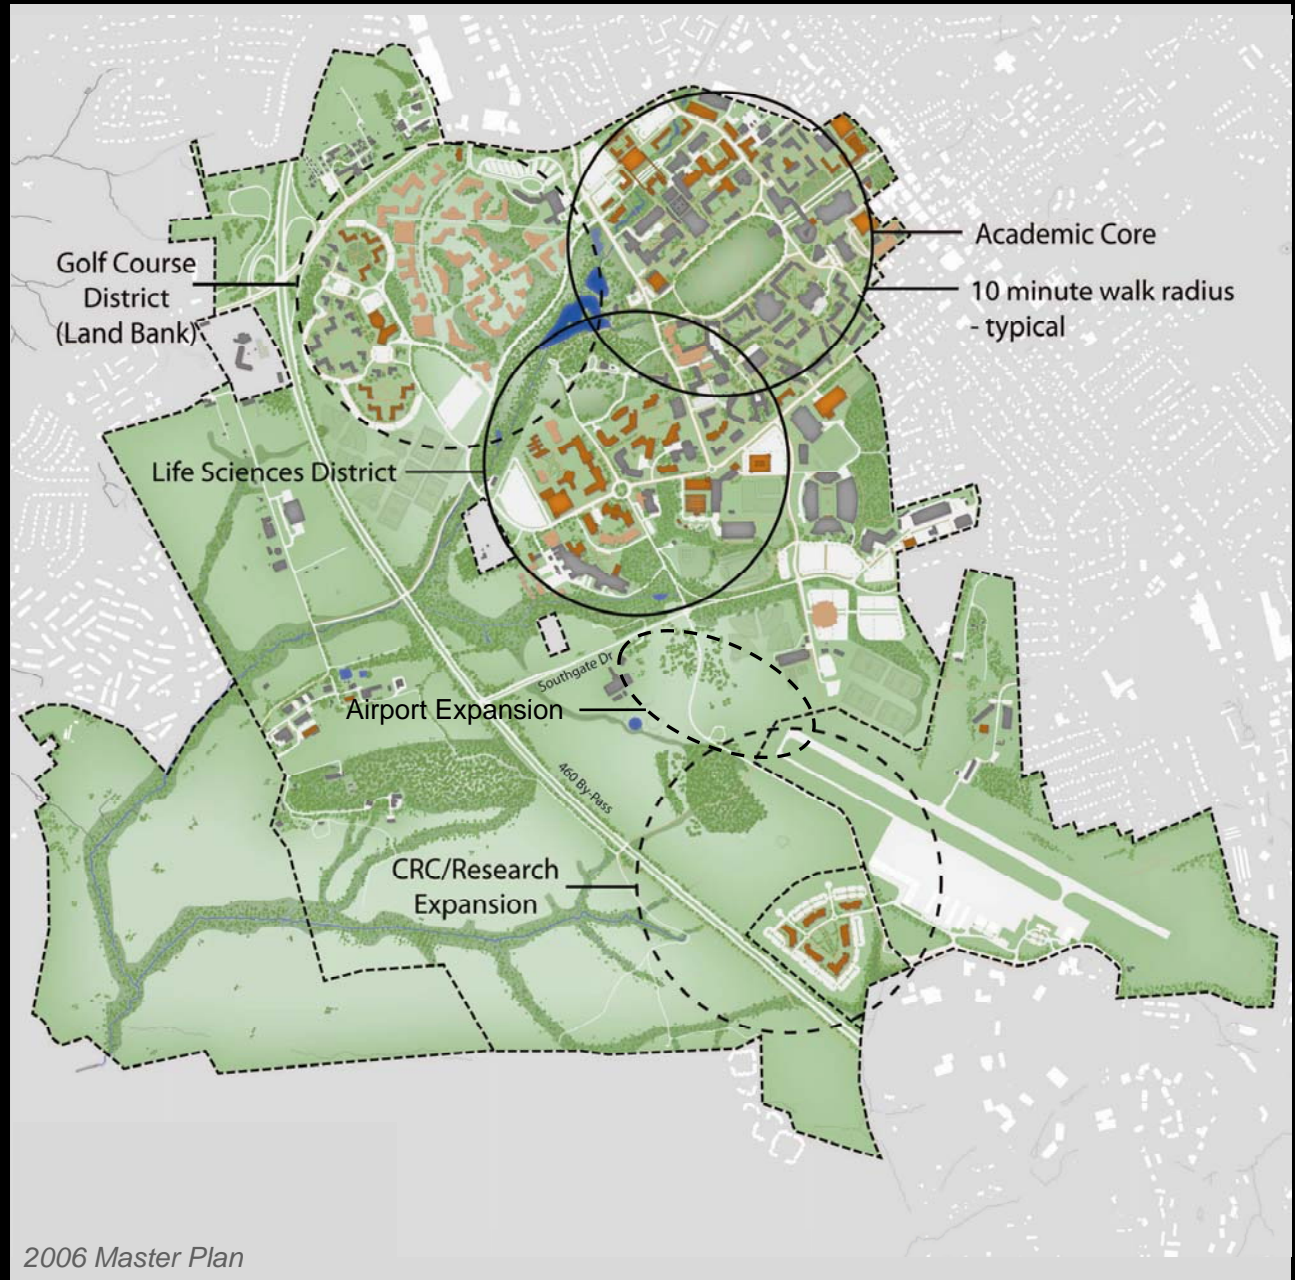 Academic Core
Golf Course
District
(Land Bank)
10 minute walk radius
- typical
Life Sciences District
Southgate Dr
Airport Expansion
460 By-Pass
CRC/Research
Expansion
2006 Master Plan